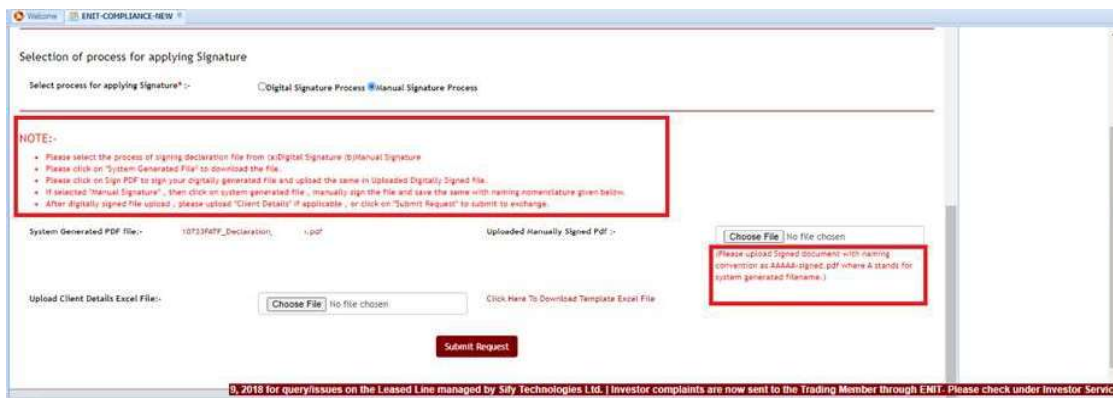 Welcome ENIT-COMPLIANCE-NEW
Selection of process for applying Signature
Select process for applying Signature* :- Digital Signature Process Manual Signature Process
NOTE:-
Please select the process of signing declaration file from (a)Digital Signature (b)Manual Signature
Please click on "System Generated File" to download the file.
Please click on Sign PDF to sign your digitally generated file and upload the same in Uploaded Digitally Signed file.
If selected "Manual Signature" , then click on system generated file , manually sign the file and save the same with naming nomenclature given below.
After digitally signed file upload , please upload "Client Details" if applicable , or click on "Submit Request" to submit to exchange.
System Generated PDF file:- .pdf Uploaded Manually Signed Pdf :- Choose File No file chosen
(Please upload Signed document with naming
convention as AAAAA-signed.pdf where A stands for
system generated filename.)
Upload Client Details Excel File:- Choose File No file chosen Click Here To Download Template Excel File
Submit Request
9, 2018 for query/issues on the Leased Line managed by Sify Technologies Ltd. | Investor complaints are now sent to the Trading Member through ENIT- Please check under Investor Servic